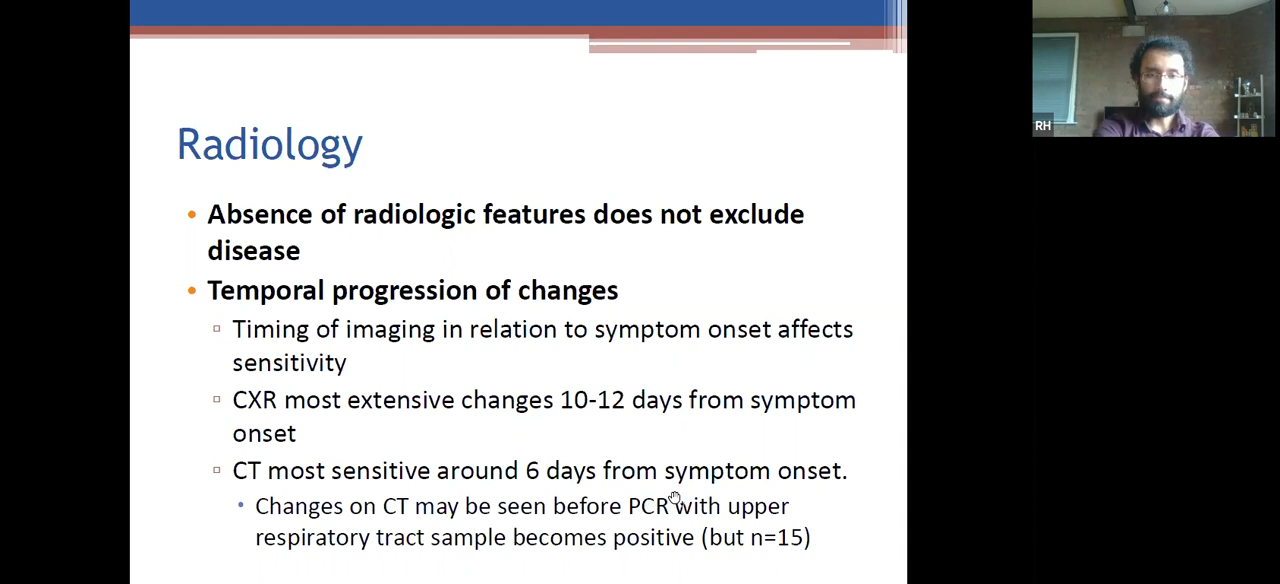 Radiology
• Absence of radiologic features does not exclude
disease
• Temporal progression of changes
▫ Timing of imaging in relation to symptom onset affects
sensitivity
▫ CXR most extensive changes 10-12 days from symptom
onset
▫ CT most sensitive around 6 days from symptom onset.
• Changes on CT may be seen before PCR with upper
respiratory tract sample becomes positive (but n=15)
RH